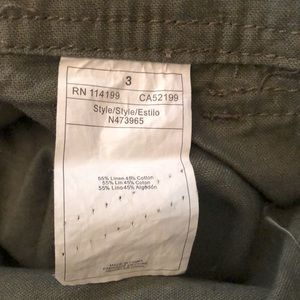 3
RN 114199 CA52199
Style/Style/Estilo
N473965
55% Linen 45% Cotton
55% Lin 45% Coton
55% Lino 45% Algodón